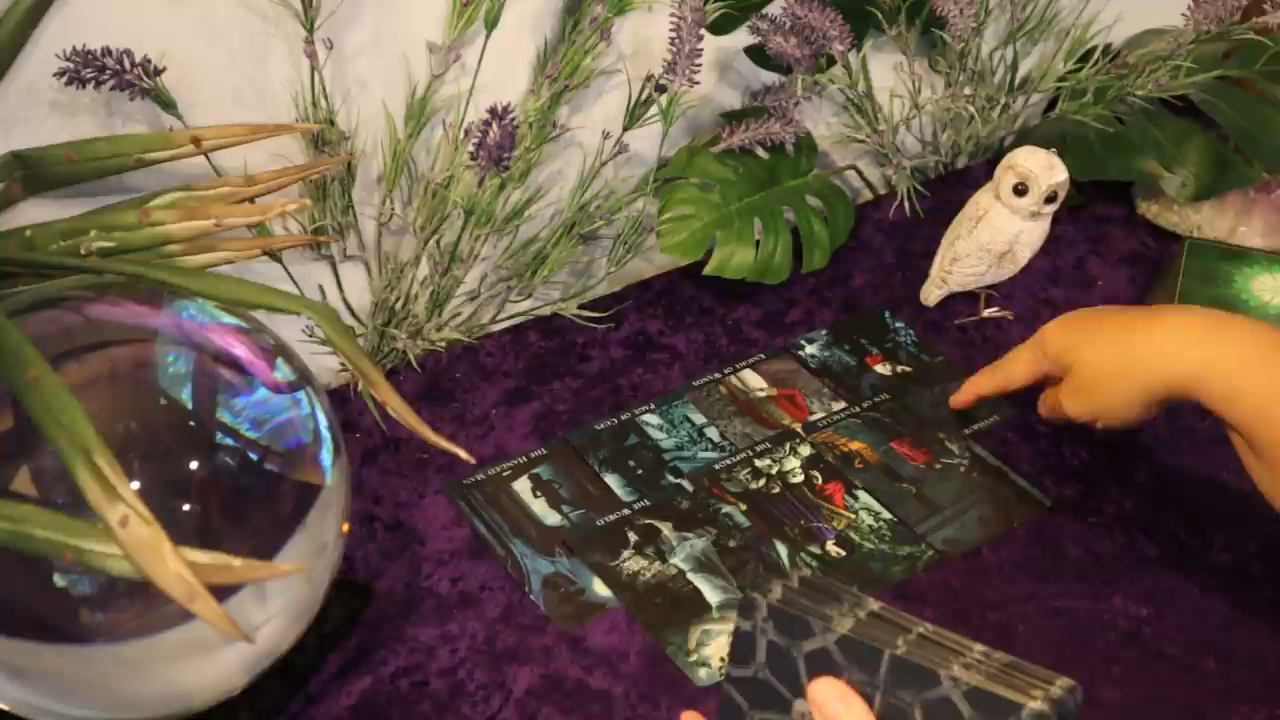 KNIGHT OF WANDS
PAGE OF CUPS
THE HANGED MAN
TEN OF PENTACLES
THE EMPEROR
THE WORLD